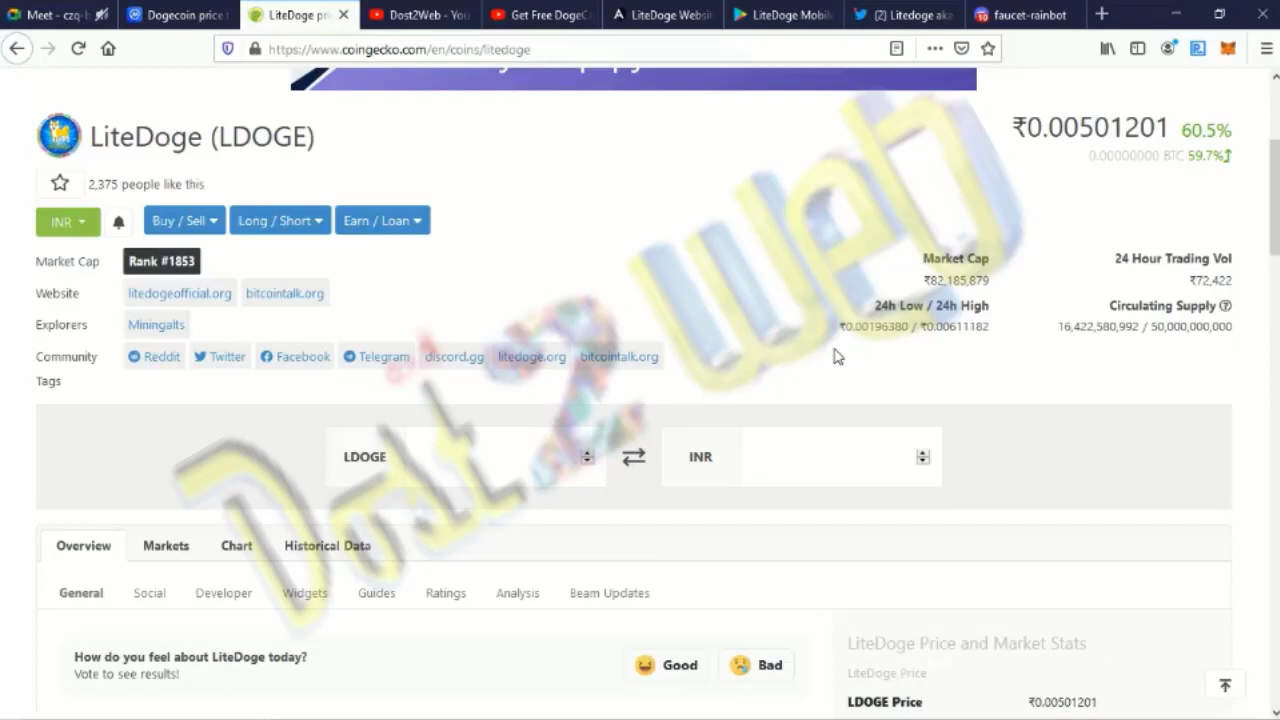 Meet - czq-b
Dogecoin price t
LiteDoge pri
Dost2Web - You
Get Free DogeC
LiteDoge Websi
LiteDoge Mobil
(2) Litedoge aka
faucet-rainbot
https://www.coingecko.com/en/coins/litedoge
LiteDoge (LDOGE)
₹0.00501201 60.5%
0.00000000 BTC 59.7%
2,375 people like this
INR Buy / Sell Long / Short Earn / Loan
Market Cap Rank #1853
Website litedogeofficial.org bitcointalk.org
Explorers Miningalts
Community Reddit Twitter Facebook Telegram discord.gg litedoge.org bitcointalk.org
Tags
Market Cap
₹82,185,879
24 Hour Trading Vol
₹72,422
24h Low / 24h High
₹0.00196380 / ₹0.00611182
Circulating Supply
16,422,580,992 / 50,000,000,000
LDOGE INR
Dost 2 Web
Overview Markets Chart Historical Data
General Social Developer Widgets Guides Ratings Analysis Beam Updates
How do you feel about LiteDoge today?
Vote to see results!
Good Bad
LiteDoge Price and Market Stats
LiteDoge Price
LDOGE Price ₹0.00501201